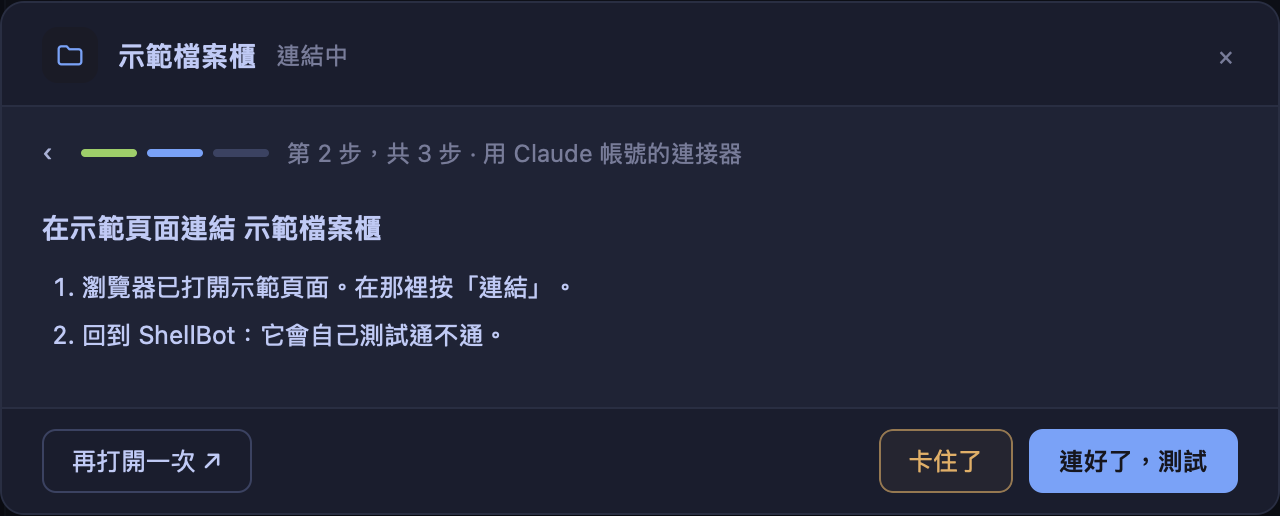 示範檔案櫃 連結中 ×
‹ 第 2 步，共 3 步 · 用 Claude 帳號的連接器
在示範頁面連結 示範檔案櫃
1. 瀏覽器已打開示範頁面。在那裡按「連結」。
2. 回到 ShellBot：它會自己測試通不通。
再打開一次 ↗ 卡住了 連好了，測試